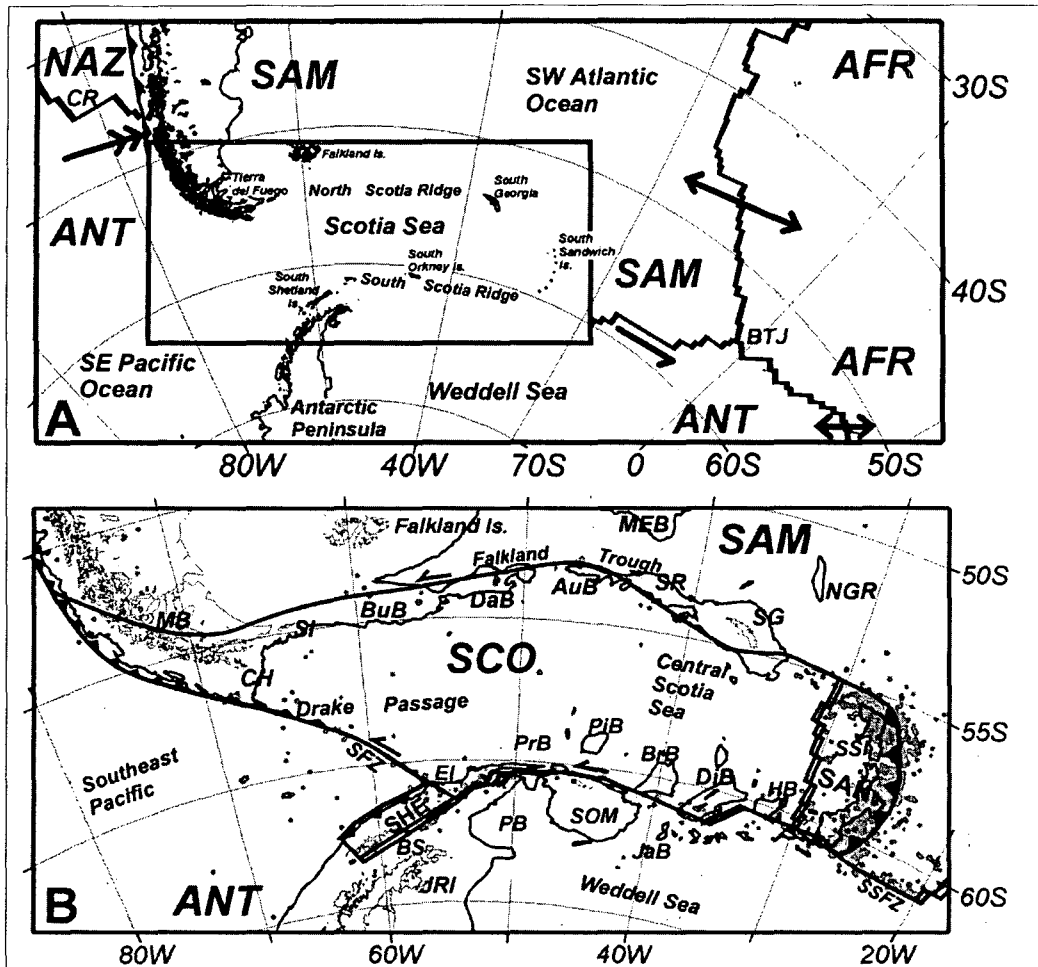 NAZ
CR
SAM
SW Atlantic
Ocean
AFR
30S
Falkland Is.
Tierra
del Fuego
North Scotia Ridge
South
Georgia
ANT
Scotia Sea
South
Sandwich
Is.
South
Orkney Is.
South
Shetland
Is.
South Scotia Ridge
SAM
40S
BTJ
SE Pacific
Ocean
AFR
Weddell Sea
ANT
A
Antarctic
Peninsula
80W
40W
70S
0
60S
50S
Falkland Is.
MEB
SAM
Falkland
Trough
50S
AuB
SR
NGR
MB
BuB
DaB
SI
SG
SCO
CH
Central
Scotia
Sea
Drake Passage
55S
PiB
SFZ
PrB
BrB
SSI
Southeast
Pacific
EI
DiB
HB
SAN
SHE
SOM
PB
BS
JaB
SSFZ
60S
ANT
JRI
Weddell Sea
B
80W
60W
50W
40W
20W